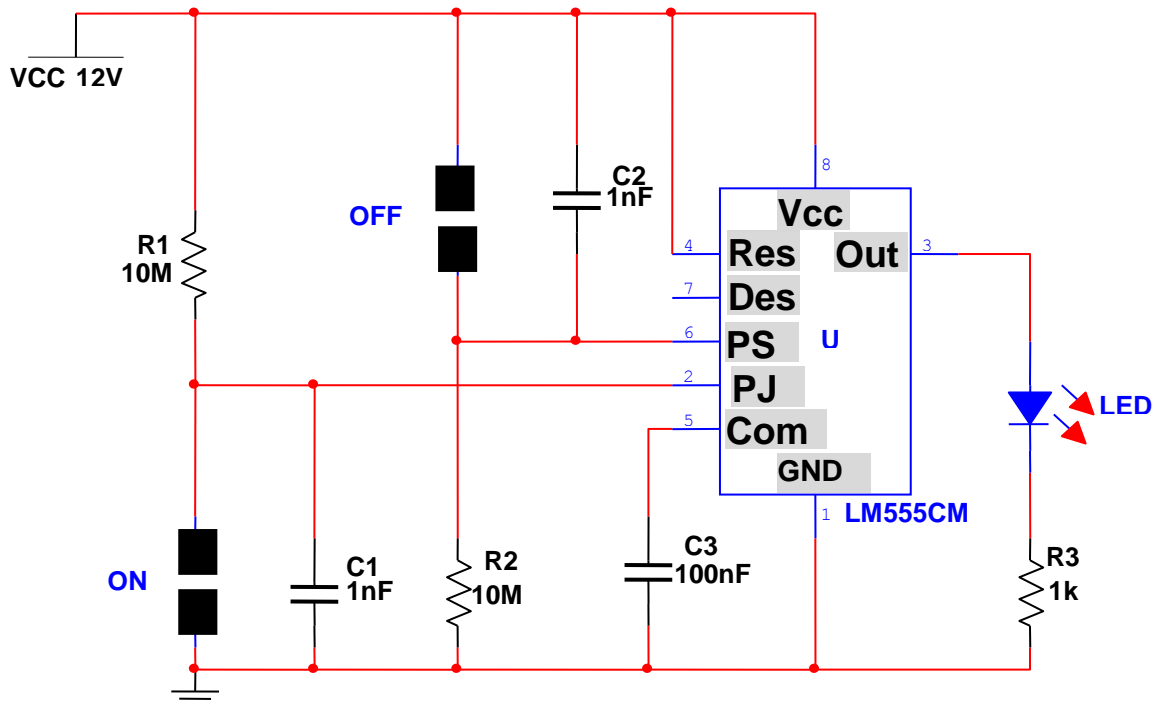 VCC 12V
R1
10M
OFF
C2
1nF
8
Vcc
4
Res
Out
3
7
Des
6
PS
U
2
PJ
5
Com
GND
1
LM555CM
LED
ON
C1
1nF
R2
10M
C3
100nF
R3
1k